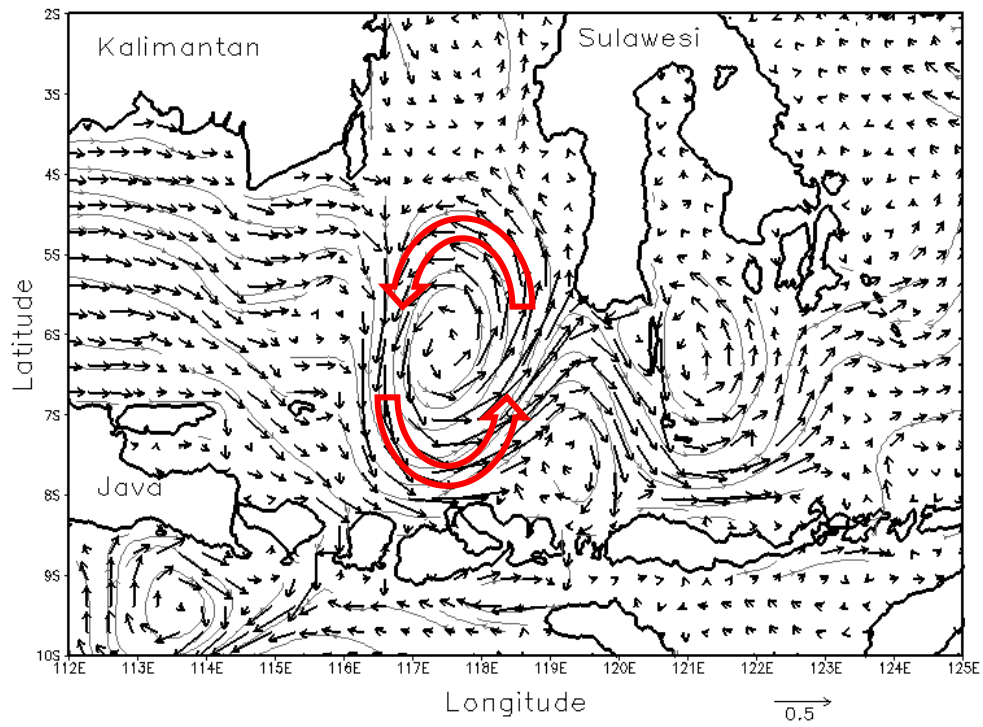 2S
Kalimantan
Sulawesi
3S
4S
5S
6S
7S
8S
9S
10S
Latitude
Java
112E 113E 114E 115E 116E 117E 118E 119E 120E 121E 122E 123E 124E 125E
Longitude
0.5